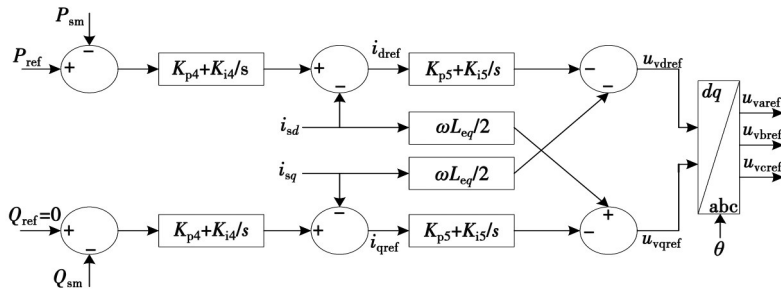 P_sm
P_ref
+
−
K_p4+K_i4/s
+
−
i_dref
K_p5+K_i5/s
−
−
u_vdref
i_sd
ωL_eq/2
i_sq
ωL_eq/2
dq
abc
θ
u_varef
u_vbref
u_vcref
Q_ref=0
+
−
Q_sm
K_p4+K_i4/s
+
−
i_qref
K_p5+K_i5/s
+
−
u_vqref